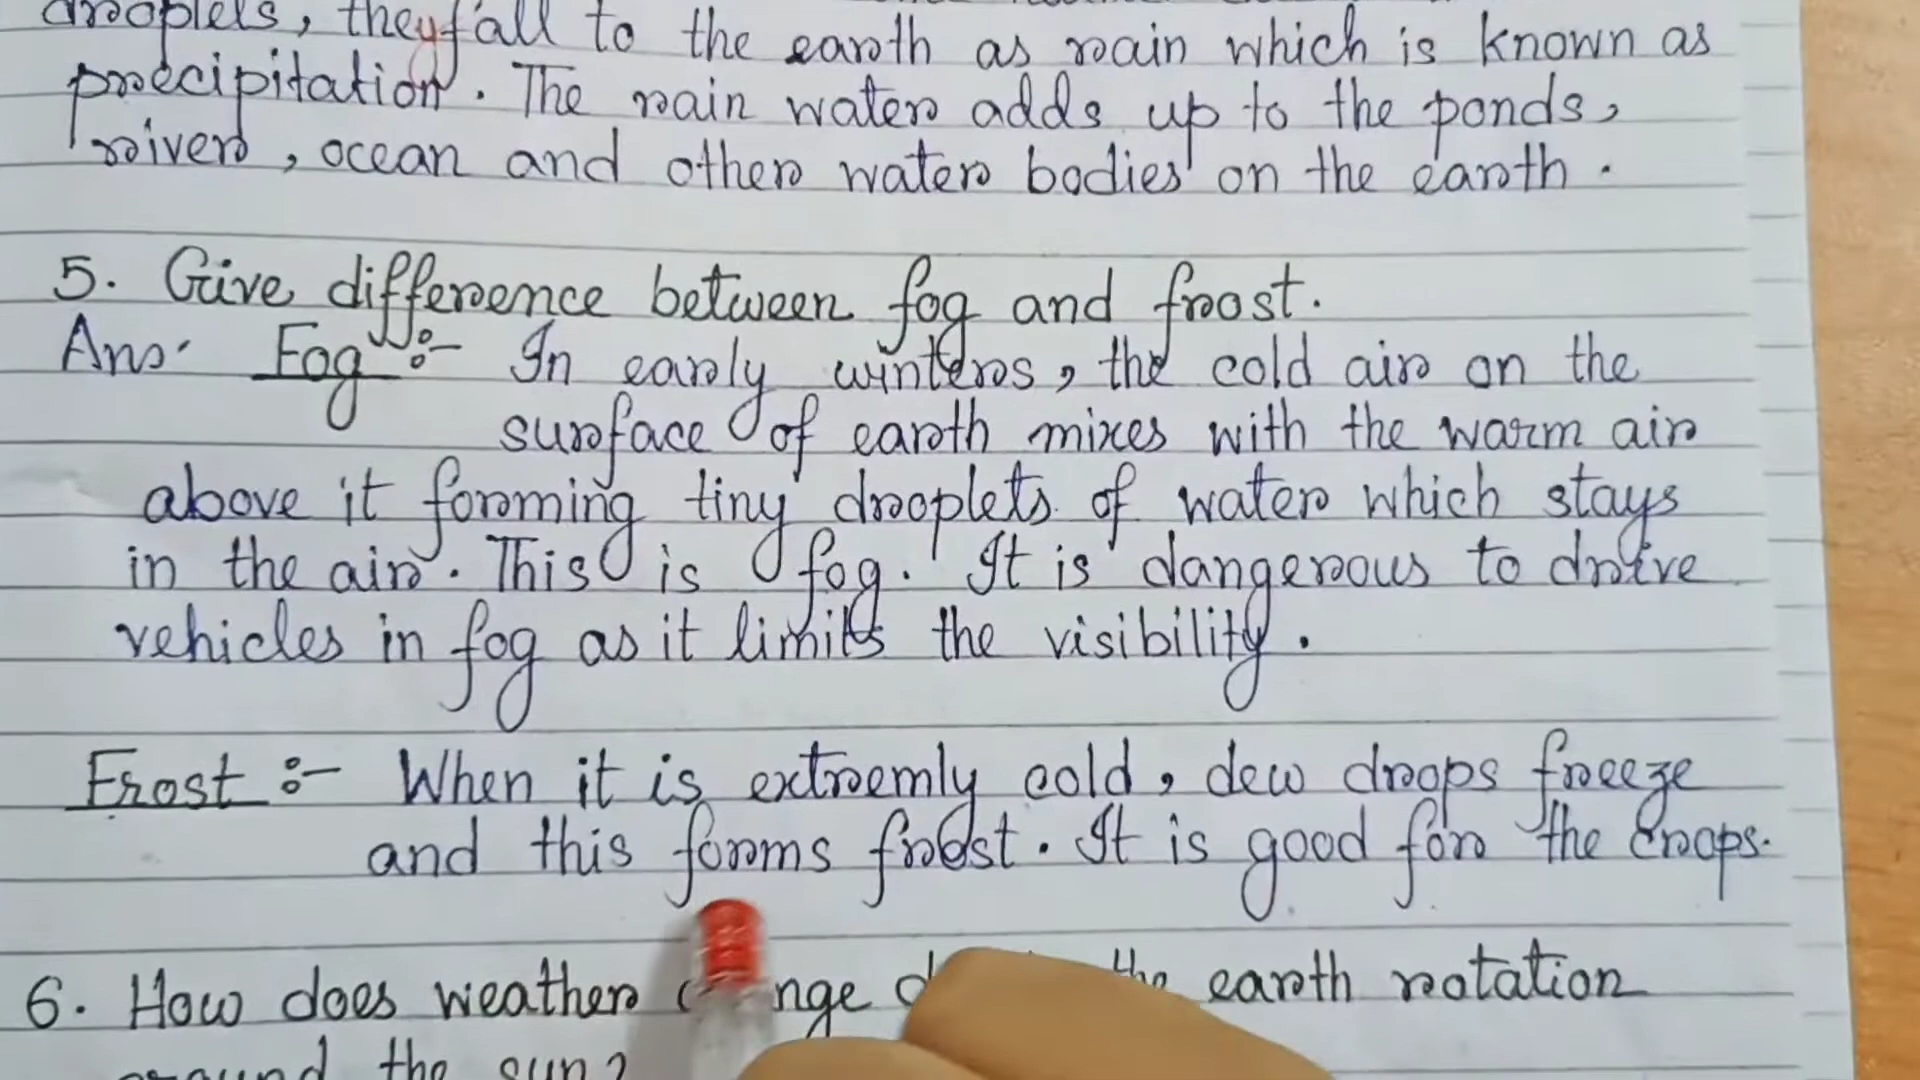 droplets, they fall to the earth as rain which is known as
precipitation. The rain water adds up to the ponds,
river, ocean and other water bodies on the earth.
5. Give difference between fog and frost.
Ans. Fog :- In early winters, the cold air on the
surface of earth mixes with the warm air
above it forming tiny droplets of water which stays
in the air. This is fog. It is dangerous to drive
vehicles in fog as it limits the visibility.
Frost :- When it is extremly cold, dew drops freeze
and this forms frost. It is good for the crops.
6. How does weather the earth rotation
around the sun?